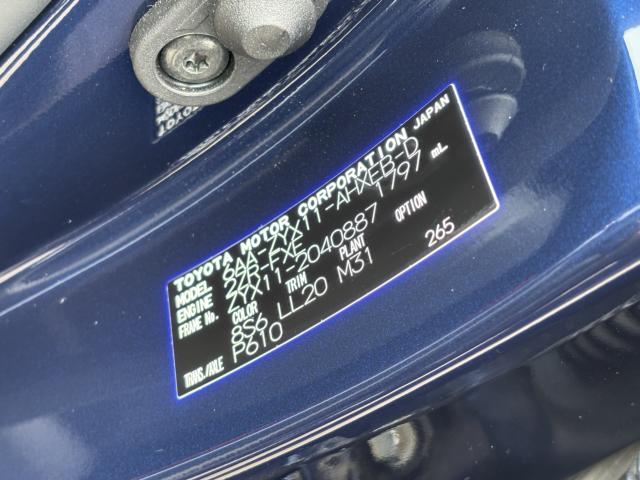 TOYOTA MOTOR CORPORATION JAPAN
MODEL 6AA-ZYX11-AHXEB-D
ENGINE 2AB-FXE 1797 mL
FRAME No. ZYX11-2040887
COLOR TRIM PLANT OPTION
8S6 LL20 M31 265
TRANS./AXLE P610